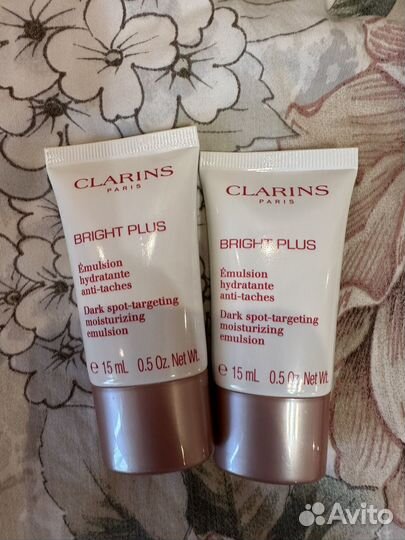 CLARINS
PARIS
BRIGHT PLUS
Émulsion
hydratante
anti-taches
Dark spot-targeting
moisturizing
emulsion
e 15 mL 0.5 Oz. Net Wt.
CLARINS
PARIS
BRIGHT PLUS
Émulsion
hydratante
anti-taches
Dark spot-targeting
moisturizing
emulsion
e 15 mL 0.5 Oz. Net Wt.
Avito